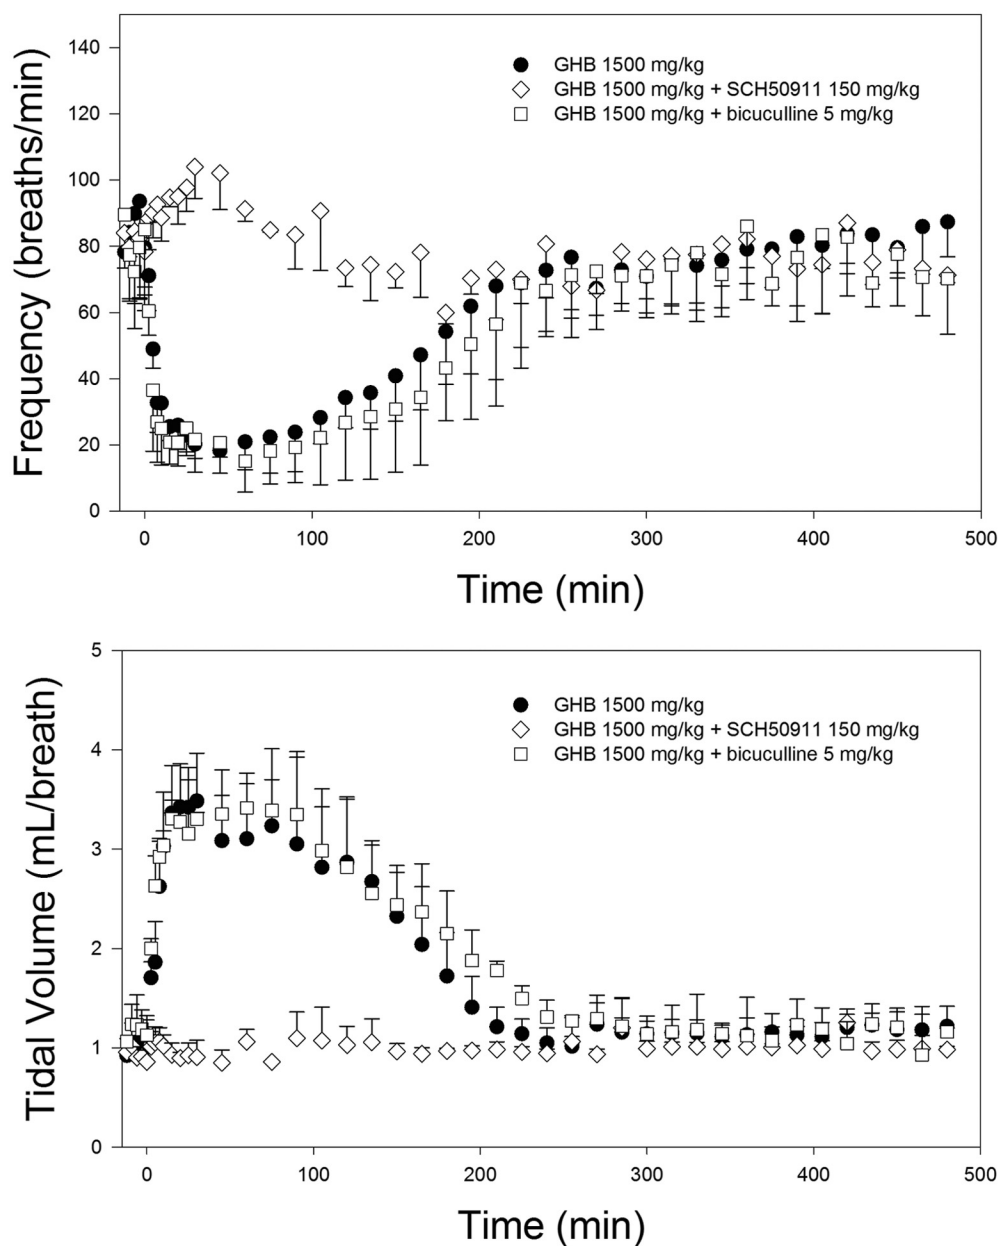 140
120
100
80
60
40
20
0
Frequency (breaths/min)
GHB 1500 mg/kg
GHB 1500 mg/kg + SCH50911 150 mg/kg
GHB 1500 mg/kg + bicuculline 5 mg/kg
0 100 200 300 400 500
Time (min)
5
4
3
2
1
0
Tidal Volume (mL/breath)
GHB 1500 mg/kg
GHB 1500 mg/kg + SCH50911 150 mg/kg
GHB 1500 mg/kg + bicuculline 5 mg/kg
0 100 200 300 400 500
Time (min)